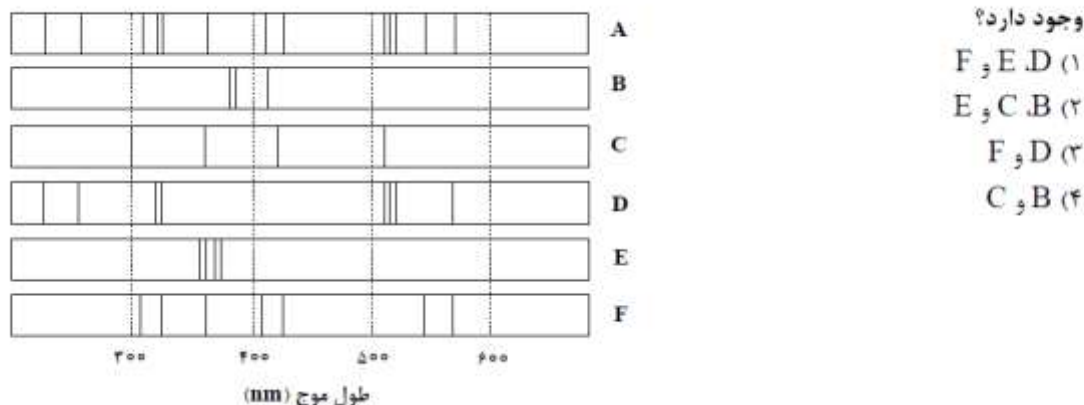 وجود دارد؟
۱) D، E و F
۲) B، C و E
۳) D و F
۴) B و C
A
B
C
D
E
F
۳۰۰ ۴۰۰ ۵۰۰ ۶۰۰
طول موج (nm)